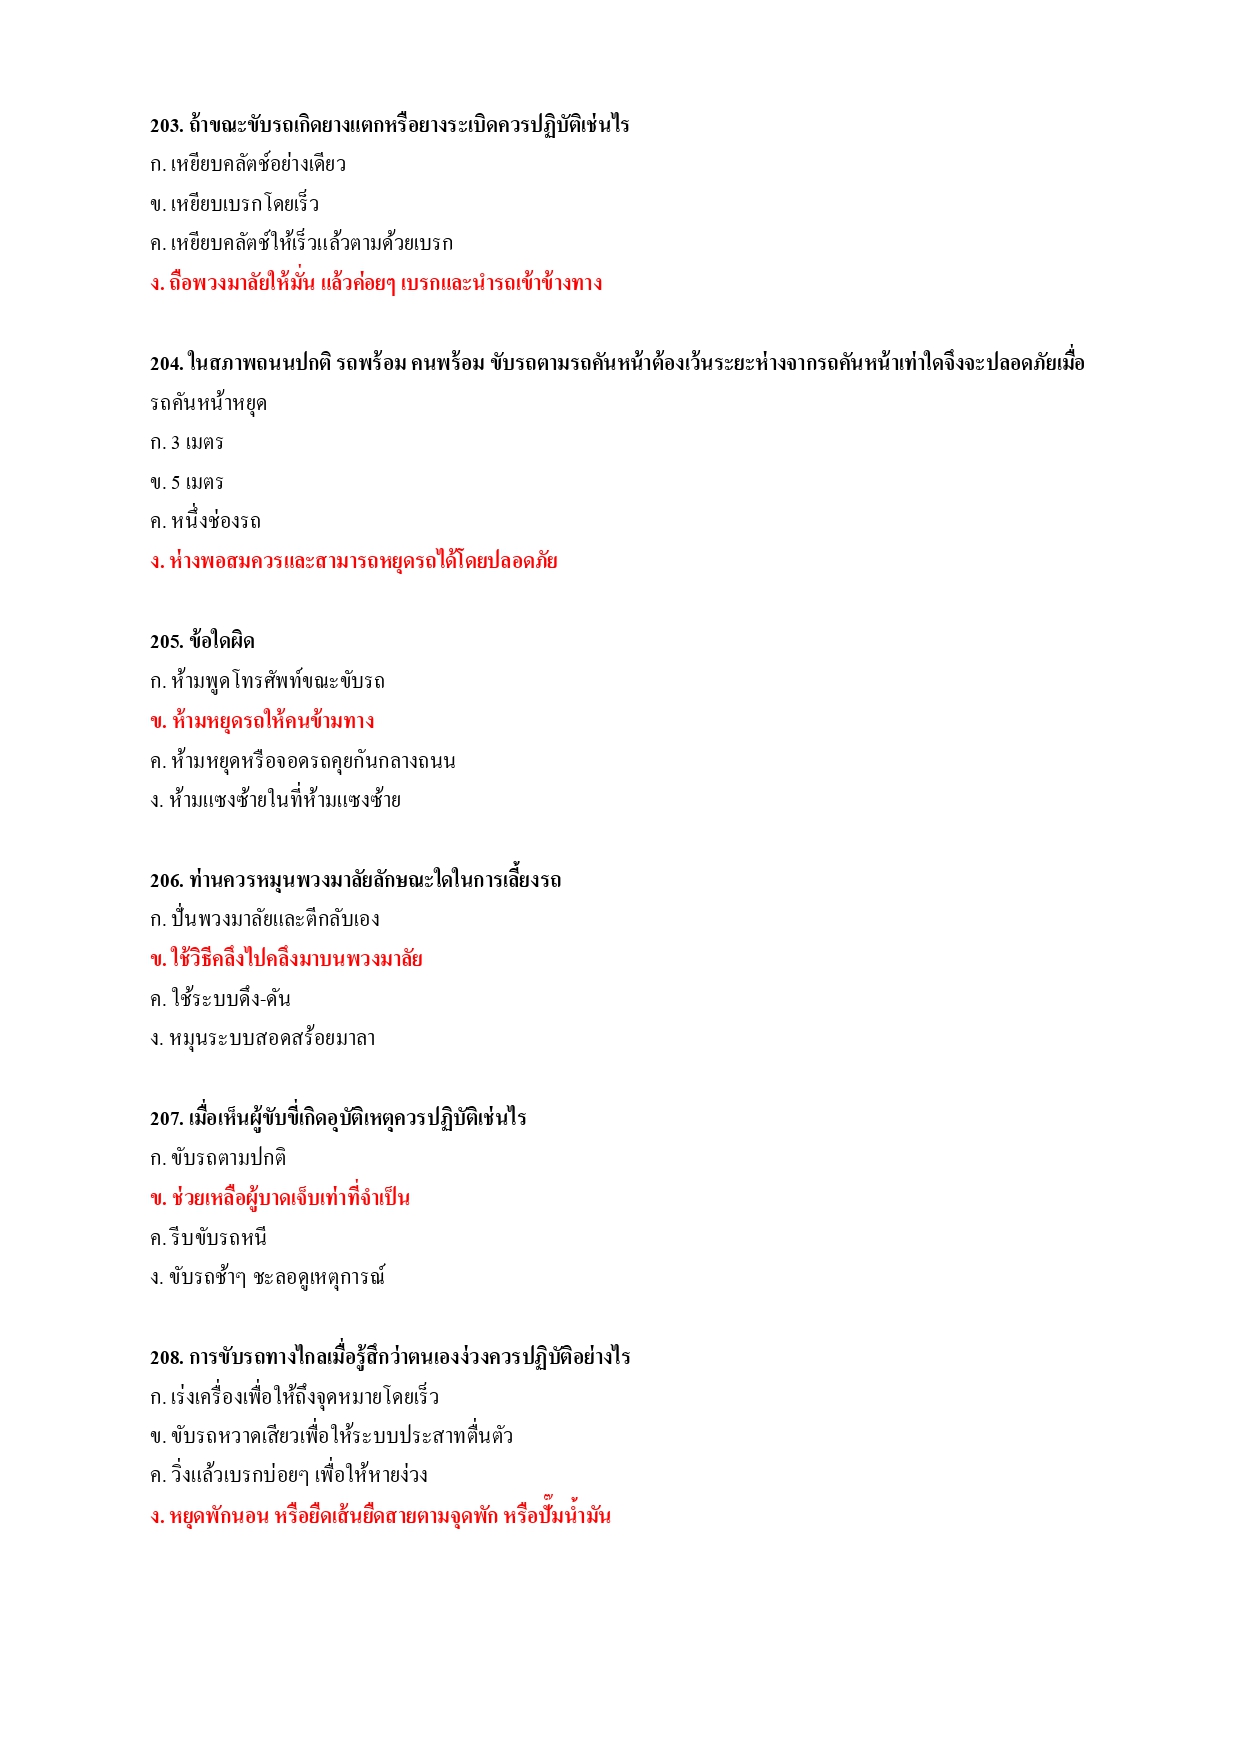 203. ถ้าขณะขับรถเกิดยางแตกหรือยางระเบิดควรปฏิบัติเช่นไร
ก. เหยียบคลัตช์อย่างเดียว
ข. เหยียบเบรกโดยเร็ว
ค. เหยียบคลัตช์ให้เร็วแล้วตามด้วยเบรก
ง. ถือพวงมาลัยให้มั่น แล้วค่อยๆ เบรกและนำรถเข้าข้างทาง
204. ในสภาพถนนปกติ รถพร้อม คนพร้อม ขับรถตามรถคันหน้าต้องเว้นระยะห่างจากรถคันหน้าเท่าใดจึงจะปลอดภัยเมื่อ
รถคันหน้าหยุด
ก. 3 เมตร
ข. 5 เมตร
ค. หนึ่งช่องรถ
ง. ห่างพอสมควรและสามารถหยุดรถได้โดยปลอดภัย
205. ข้อใดผิด
ก. ห้ามพูดโทรศัพท์ขณะขับรถ
ข. ห้ามหยุดรถให้คนข้ามทาง
ค. ห้ามหยุดหรือจอดรถคุยกันกลางถนน
ง. ห้ามแซงซ้ายในที่ห้ามแซงซ้าย
206. ท่านควรหมุนพวงมาลัยลักษณะใดในการเลี้ยงรถ
ก. ปั่นพวงมาลัยและตีกลับเอง
ข. ใช้วิธีคลึงไปคลึงมาบนพวงมาลัย
ค. ใช้ระบบดึง-ดัน
ง. หมุนระบบสอดสร้อยมาลา
207. เมื่อเห็นผู้ขับขี่เกิดอุบัติเหตุควรปฏิบัติเช่นไร
ก. ขับรถตามปกติ
ข. ช่วยเหลือผู้บาดเจ็บเท่าที่จำเป็น
ค. รีบขับรถหนี
ง. ขับรถช้าๆ ชะลอดูเหตุการณ์
208. การขับรถทางไกลเมื่อรู้สึกว่าตนเองง่วงควรปฏิบัติอย่างไร
ก. เร่งเครื่องเพื่อให้ถึงจุดหมายโดยเร็ว
ข. ขับรถหวาดเสียวเพื่อให้ระบบประสาทตื่นตัว
ค. วิ่งแล้วเบรกบ่อยๆ เพื่อให้หายง่วง
ง. หยุดพักนอน หรือยืดเส้นยืดสายตามจุดพัก หรือปั๊มน้ำมัน